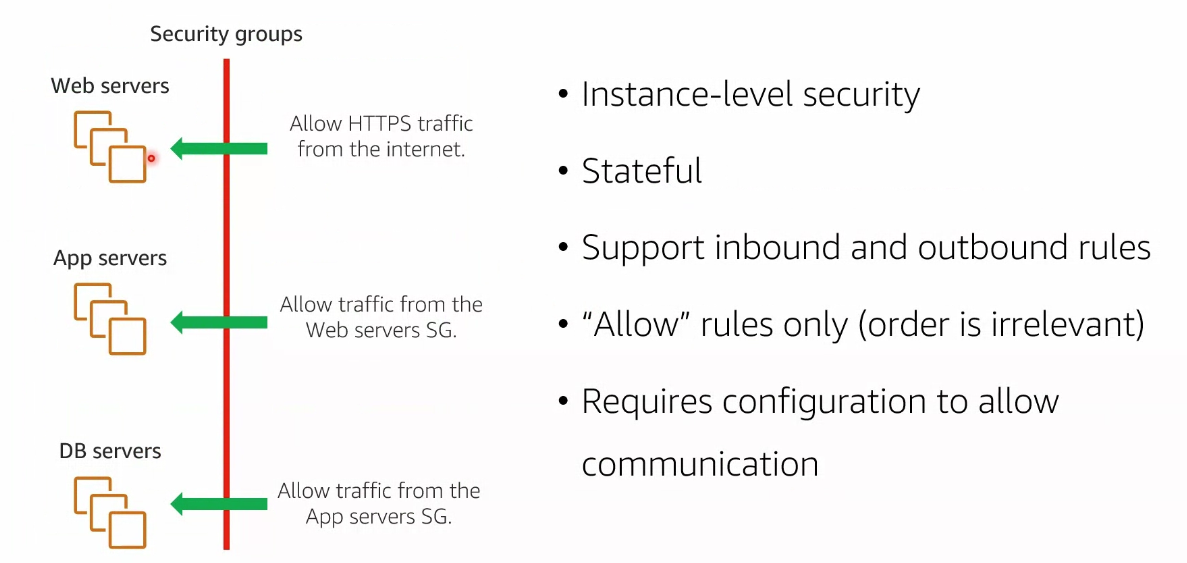 Security groups
Web servers
Allow HTTPS traffic
from the internet.
App servers
Allow traffic from the
Web servers SG.
DB servers
Allow traffic from the
App servers SG.
• Instance-level security
• Stateful
• Support inbound and outbound rules
• “Allow” rules only (order is irrelevant)
• Requires configuration to allow
communication